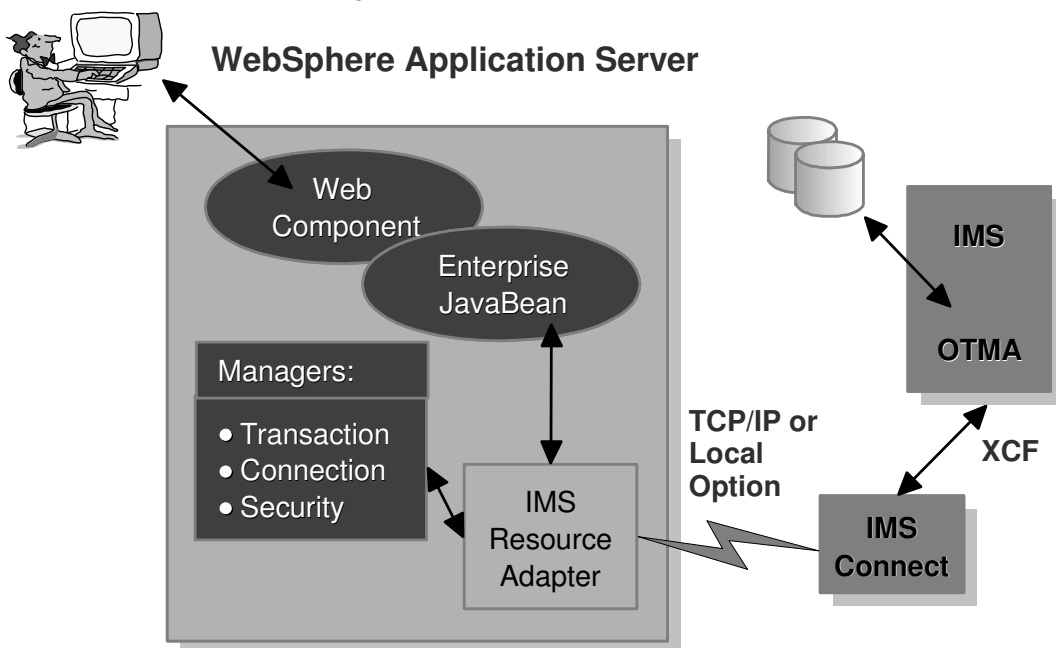 WebSphere Application Server
Web
Component
Enterprise
JavaBean
Managers:
● Transaction
● Connection
● Security
IMS
Resource
Adapter
TCP/IP or
Local
Option
IMS
OTMA
XCF
IMS
Connect